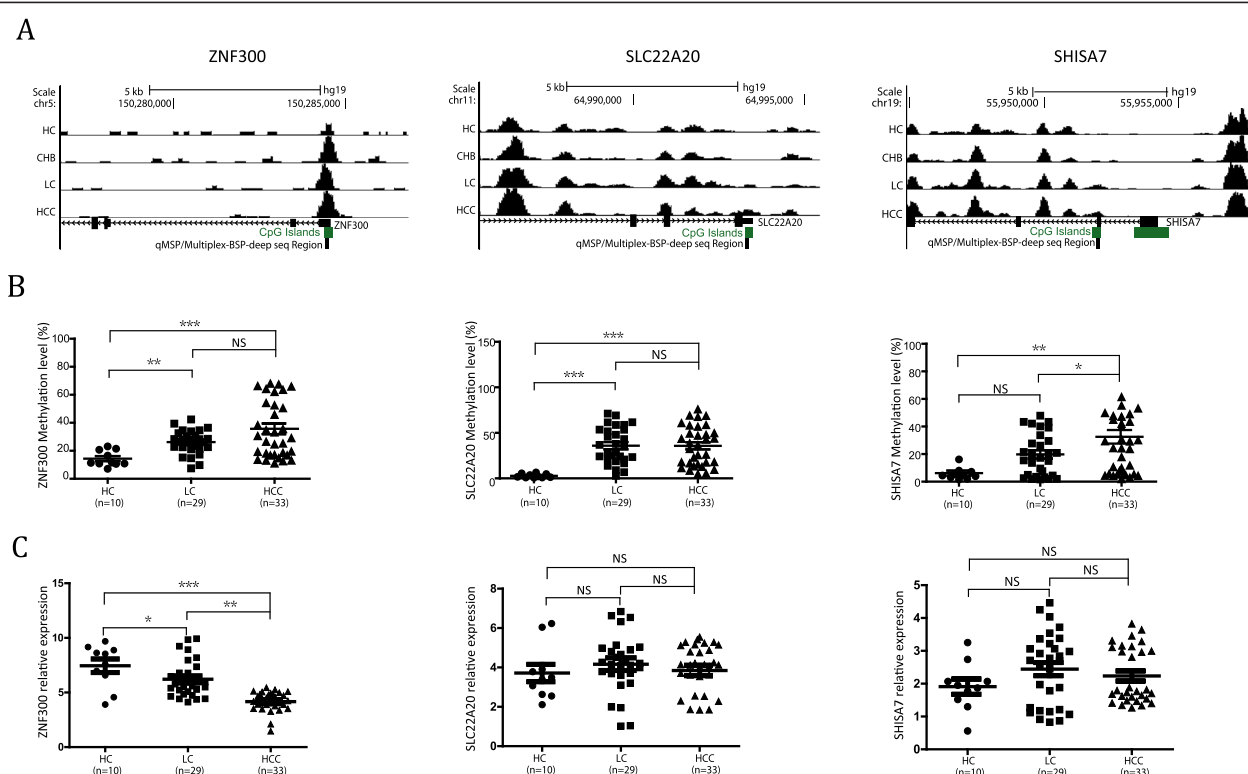 A
ZNF300
Scale
5 kb
hg19
chr5:
150,280,000
150,285,000
HC
CHB
LC
HCC
ZNF300
CpG Islands
qMSP/Multiplex-BSP-deep seq Region
SLC22A20
Scale
5 kb
hg19
chr11:
64,990,000
64,995,000
HC
CHB
LC
HCC
SLC22A20
CpG Islands
qMSP/Multiplex-BSP-deep seq Region
SHISA7
Scale
5 kb
hg19
chr19:
55,950,000
55,955,000
HC
CHB
LC
HCC
SHISA7
CpG Islands
qMSP/Multiplex-BSP-deep seq Region
B
ZNF300 Methylation level (%)
100
80
60
40
20
0
***
NS
**
HC
(n=10)
LC
(n=29)
HCC
(n=33)
SLC22A20 Methylation level (%)
150
100
50
0
***
NS
***
HC
(n=10)
LC
(n=29)
HCC
(n=33)
SHISA7 Methylation level (%)
100
80
60
40
20
0
**
*
NS
HC
(n=10)
LC
(n=29)
HCC
(n=33)
C
ZNF300 relative expression
15
10
5
0
***
**
*
HC
(n=10)
LC
(n=29)
HCC
(n=33)
SLC22A20 relative expression
8
6
4
2
0
NS
NS
NS
HC
(n=10)
LC
(n=29)
HCC
(n=33)
SHISA7 relative expression
5
4
3
2
1
0
NS
NS
NS
HC
(n=10)
LC
(n=29)
HCC
(n=33)